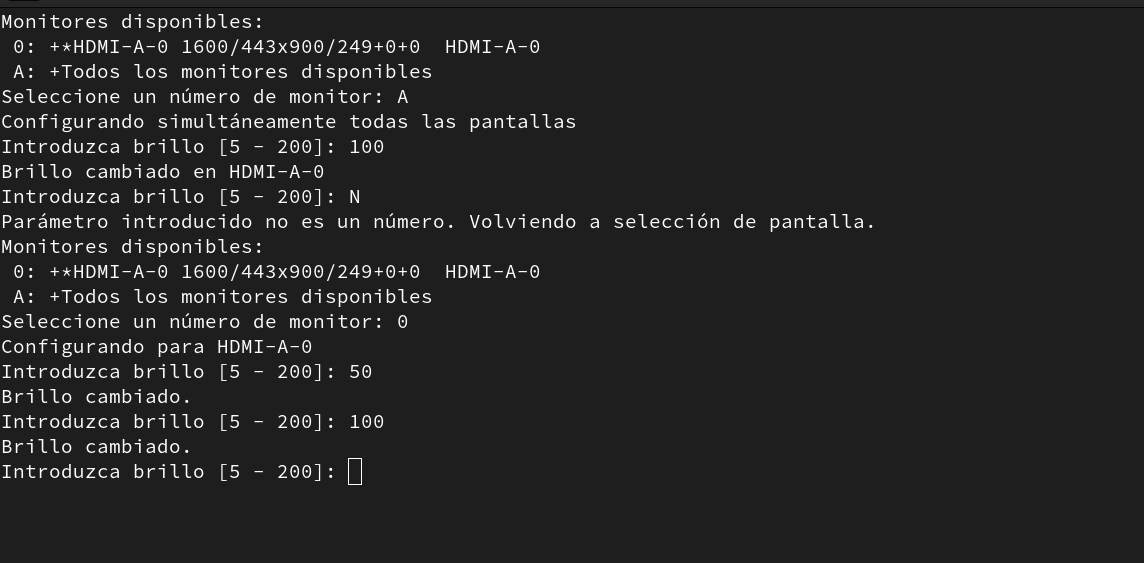 Monitores disponibles:
 0: +*HDMI-A-0 1600/443x900/249+0+0  HDMI-A-0
 A: +Todos los monitores disponibles
Seleccione un número de monitor: A
Configurando simultáneamente todas las pantallas
Introduzca brillo [5 - 200]: 100
Brillo cambiado en HDMI-A-0
Introduzca brillo [5 - 200]: N
Parámetro introducido no es un número. Volviendo a selección de pantalla.
Monitores disponibles:
 0: +*HDMI-A-0 1600/443x900/249+0+0  HDMI-A-0
 A: +Todos los monitores disponibles
Seleccione un número de monitor: 0
Configurando para HDMI-A-0
Introduzca brillo [5 - 200]: 50
Brillo cambiado.
Introduzca brillo [5 - 200]: 100
Brillo cambiado.
Introduzca brillo [5 - 200]: